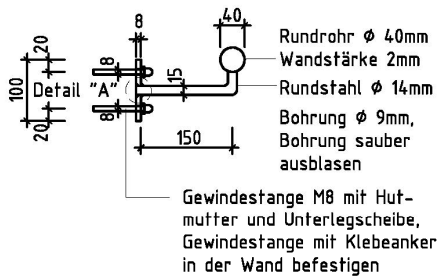 8
40
Rundrohr ϕ 40mm
Wandstärke 2mm
20
8
15
Rundstahl ϕ 14mm
100
Detail "A"
Bohrung ϕ 9mm,
Bohrung sauber
ausblasen
20
8
150
Gewindestange M8 mit Hut-
mutter und Unterlegscheibe,
Gewindestange mit Klebeanker
in der Wand befestigen